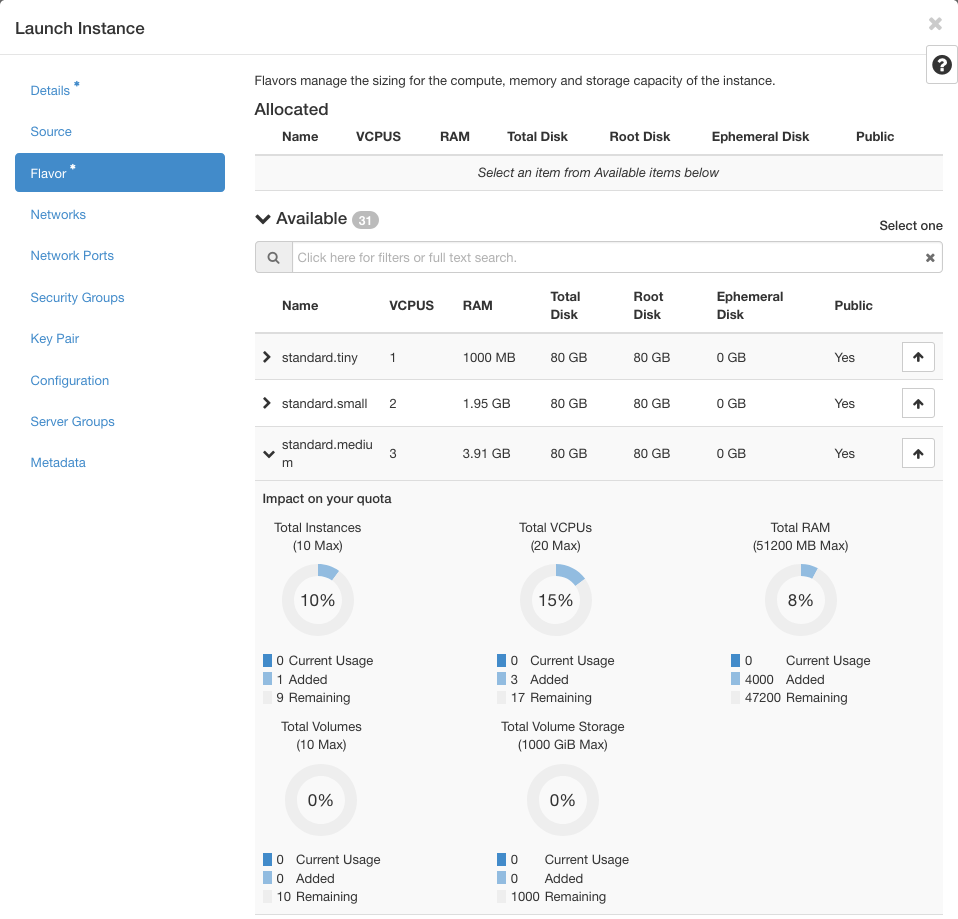 Launch Instance
Details *
Source
Flavor *
Networks
Network Ports
Security Groups
Key Pair
Configuration
Server Groups
Metadata
Flavors manage the sizing for the compute, memory and storage capacity of the instance.
Allocated
Name VCPUS RAM Total Disk Root Disk Ephemeral Disk Public
Select an item from Available items below
Available 31
Select one
Click here for filters or full text search.
Name VCPUS RAM Total Disk Root Disk Ephemeral Disk Public
standard.tiny 1 1000 MB 80 GB 80 GB 0 GB Yes
standard.small 2 1.95 GB 80 GB 80 GB 0 GB Yes
standard.medium 3 3.91 GB 80 GB 80 GB 0 GB Yes
Impact on your quota
Total Instances
(10 Max)
10%
0 Current Usage
1 Added
9 Remaining
Total VCPUs
(20 Max)
15%
0 Current Usage
3 Added
17 Remaining
Total RAM
(51200 MB Max)
8%
0 Current Usage
4000 Added
47200 Remaining
Total Volumes
(10 Max)
0%
0 Current Usage
0 Added
10 Remaining
Total Volume Storage
(1000 GiB Max)
0%
0 Current Usage
0 Added
1000 Remaining